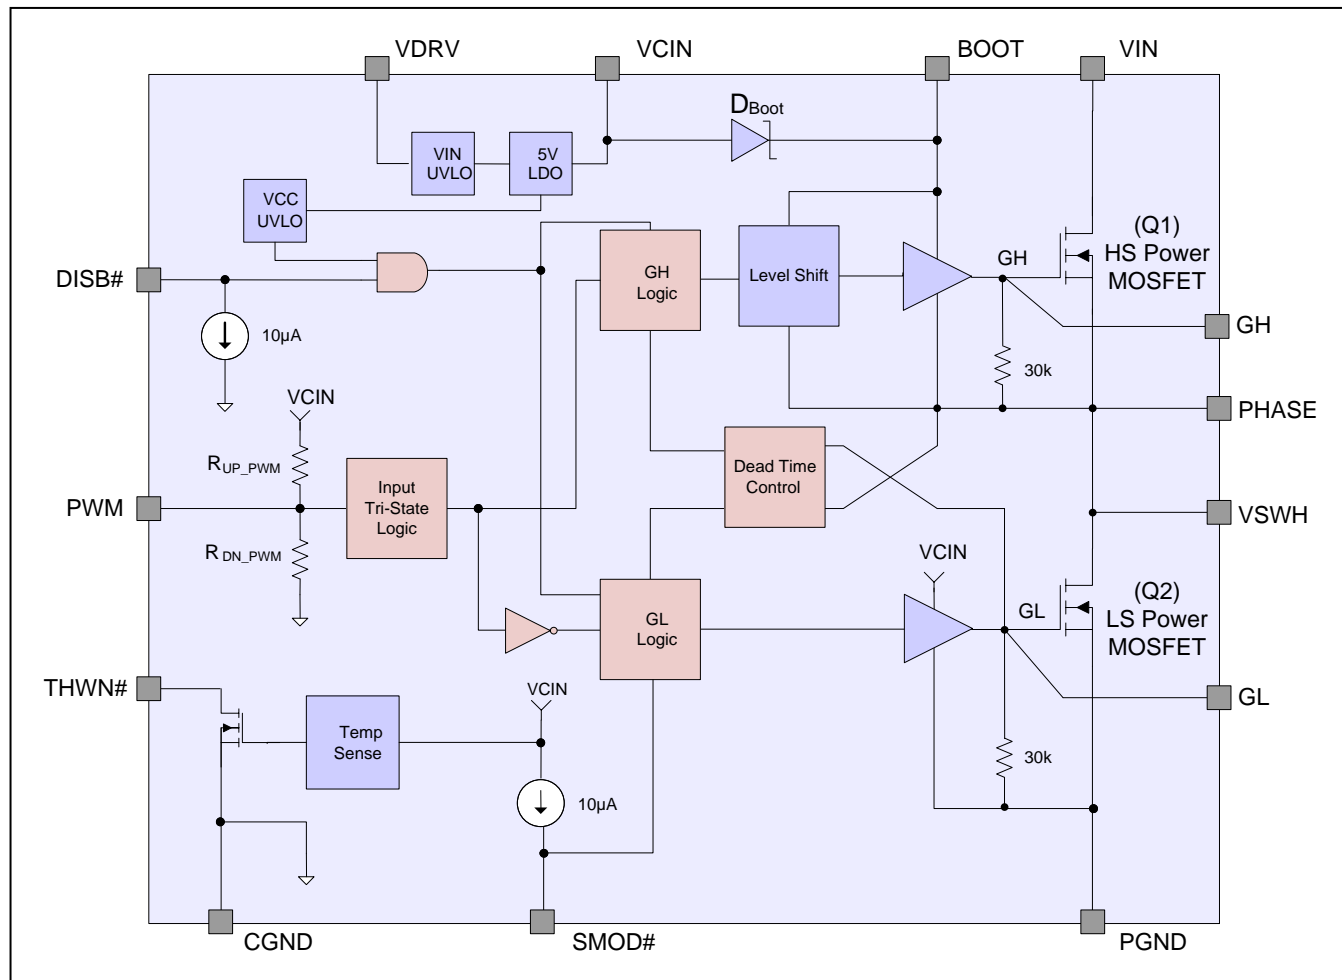 VDRV
VCIN
BOOT
VIN
DBoot
VIN
UVLO
5V
LDO
VCC
UVLO
(Q1)
HS Power
MOSFET
DISB#
GH
Logic
Level Shift
GH
GH
10µA
30k
VCIN
PHASE
RUP_PWM
Dead Time
Control
Input
Tri-State
Logic
PWM
VSWH
RDN_PWM
VCIN
(Q2)
LS Power
MOSFET
GL
Logic
GL
THWN#
VCIN
GL
Temp
Sense
30k
10µA
CGND
SMOD#
PGND